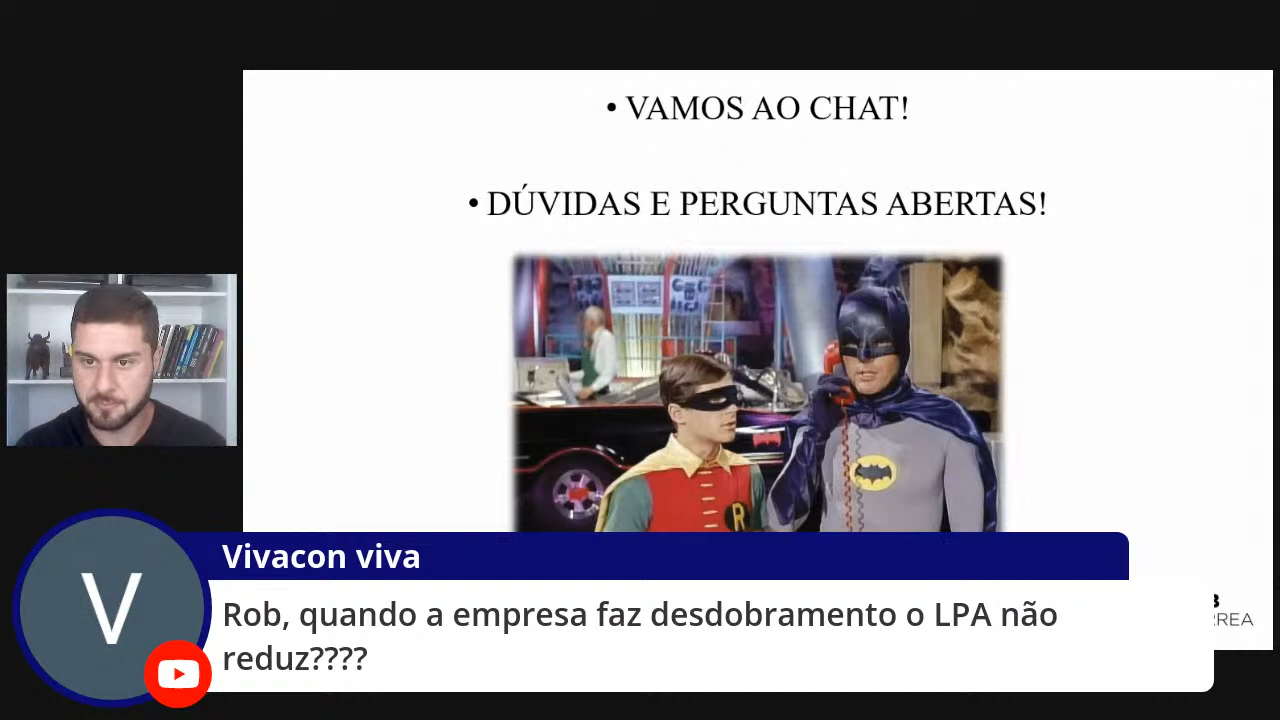 • VAMOS AO CHAT!
• DÚVIDAS E PERGUNTAS ABERTAS!
R
Vivacon viva
V
Rob, quando a empresa faz desdobramento o LPA não
reduz????